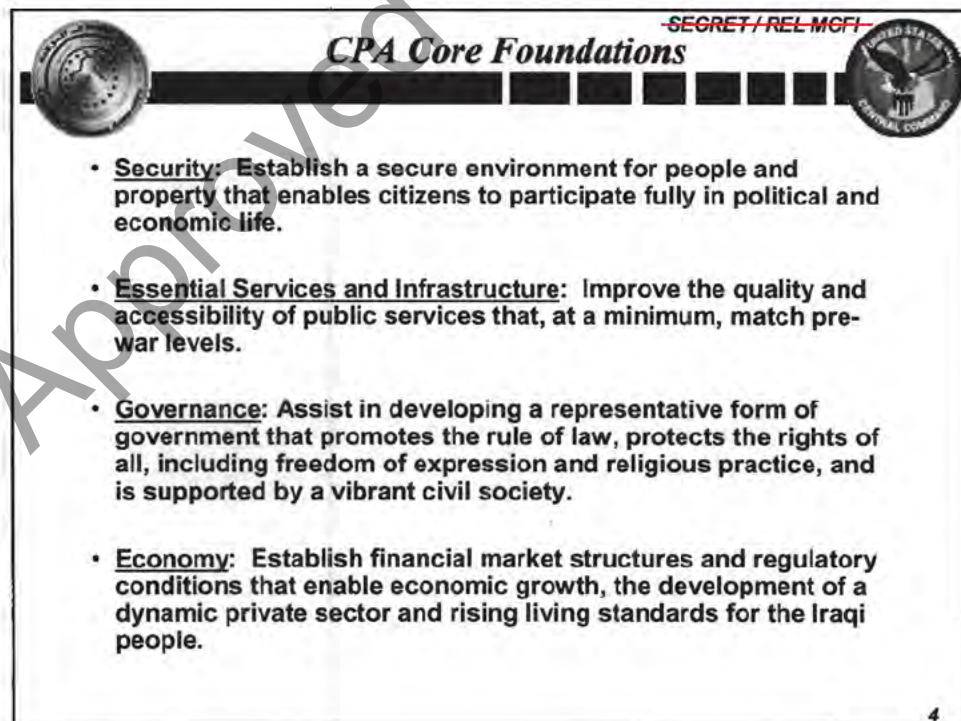 SECRET / REL MCFI
CPA Core Foundations
UNITED STATES
CENTRAL COMMAND
Approved
• Security: Establish a secure environment for people and
property that enables citizens to participate fully in political and
economic life.
• Essential Services and Infrastructure: Improve the quality and
accessibility of public services that, at a minimum, match pre-
war levels.
• Governance: Assist in developing a representative form of
government that promotes the rule of law, protects the rights of
all, including freedom of expression and religious practice, and
is supported by a vibrant civil society.
• Economy: Establish financial market structures and regulatory
conditions that enable economic growth, the development of a
dynamic private sector and rising living standards for the Iraqi
people.
4